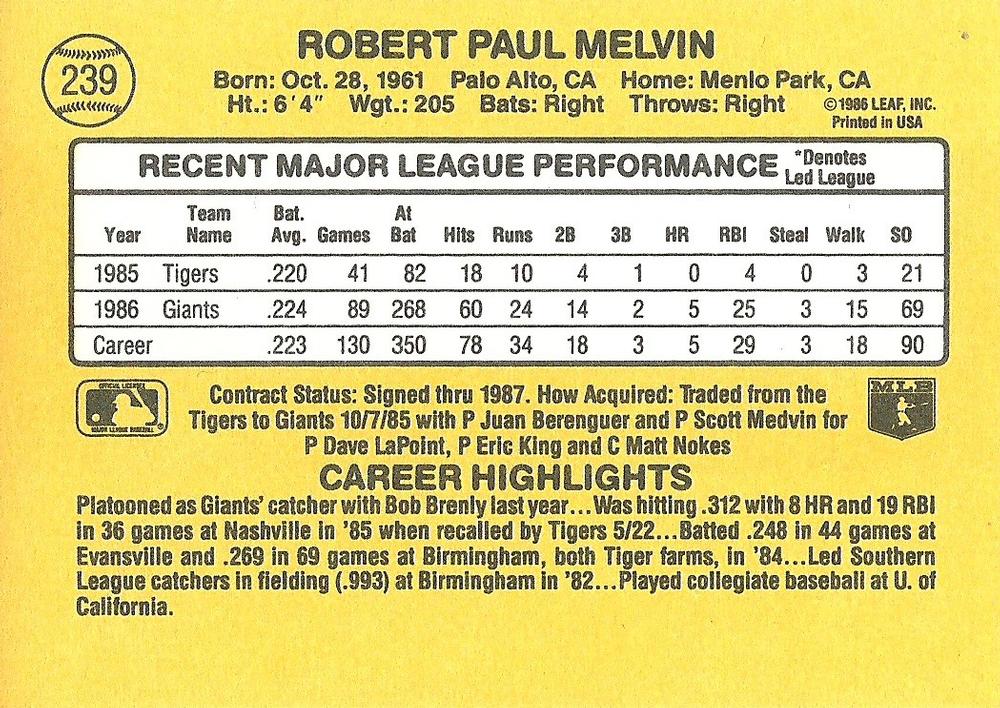 239
ROBERT PAUL MELVIN
Born: Oct. 28, 1961 Palo Alto, CA Home: Menlo Park, CA
Ht.: 6'4" Wgt.: 205 Bats: Right Throws: Right
©1986 LEAF, INC.
Printed in USA
RECENT MAJOR LEAGUE PERFORMANCE
*Denotes
Led League
Year Team Name Bat. Avg. Games At Bat Hits Runs 2B 3B HR RBI Steal Walk SO
1985 Tigers .220 41 82 18 10 4 1 0 4 0 3 21
1986 Giants .224 89 268 60 24 14 2 5 25 3 15 69
Career .223 130 350 78 34 18 3 5 29 3 18 90
OFFICIAL LICENSEE
MAJOR LEAGUE BASEBALL
Contract Status: Signed thru 1987. How Acquired: Traded from the
Tigers to Giants 10/7/85 with P Juan Berenguer and P Scott Medvin for
P Dave LaPoint, P Eric King and C Matt Nokes
MLB
CAREER HIGHLIGHTS
Platooned as Giants' catcher with Bob Brenly last year...Was hitting .312 with 8 HR and 19 RBI
in 36 games at Nashville in '85 when recalled by Tigers 5/22...Batted .248 in 44 games at
Evansville and .269 in 69 games at Birmingham, both Tiger farms, in '84...Led Southern
League catchers in fielding (.993) at Birmingham in '82...Played collegiate baseball at U. of
California.